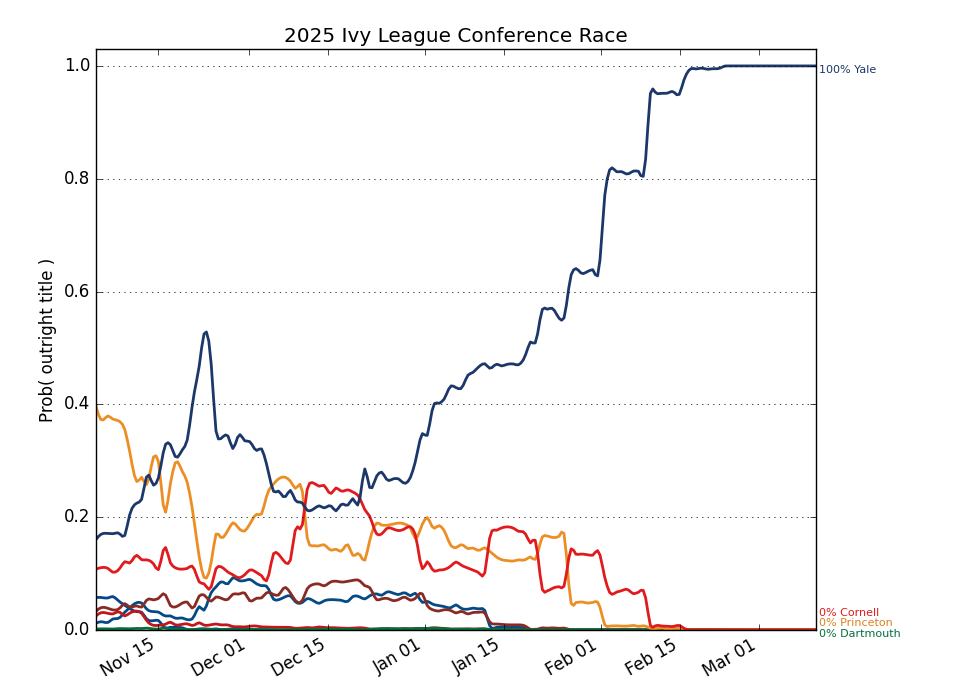 2025 Ivy League Conference Race
1.0
100% Yale
0.8
0.6
Prob( outright title )
0.4
0.2
0% Cornell
0% Princeton
0% Dartmouth
0.0
Nov 15
Dec 01
Dec 15
Jan 01
Jan 15
Feb 01
Feb 15
Mar 01